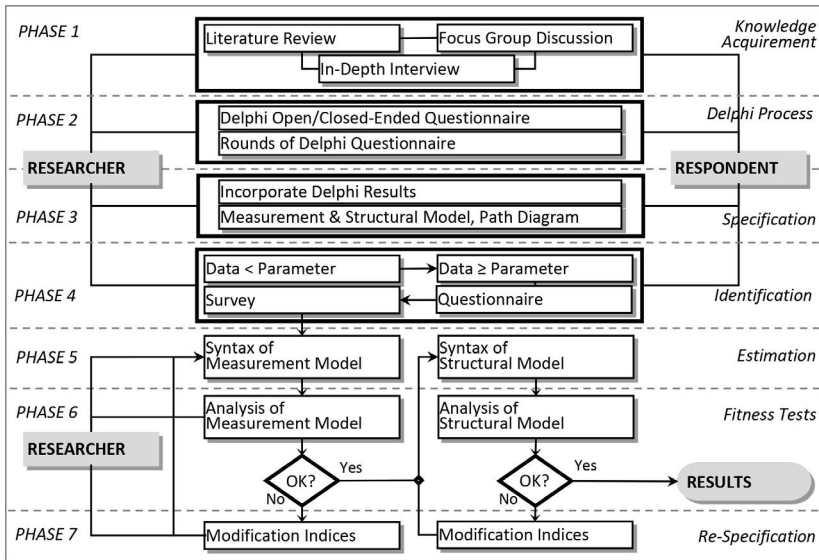 PHASE 1
Literature Review
Focus Group Discussion
In-Depth Interview
Knowledge
Acquirement
PHASE 2
Delphi Open/Closed-Ended Questionnaire
Rounds of Delphi Questionnaire
Delphi Process
RESEARCHER
RESPONDENT
PHASE 3
Incorporate Delphi Results
Measurement & Structural Model, Path Diagram
Specification
PHASE 4
Data < Parameter
Data ≥ Parameter
Survey
Questionnaire
Identification
PHASE 5
Syntax of
Measurement Model
Syntax of
Structural Model
Estimation
PHASE 6
Analysis of
Measurement Model
Analysis of
Structural Model
Fitness Tests
RESEARCHER
OK?
Yes
No
OK?
Yes
No
RESULTS
PHASE 7
Modification Indices
Modification Indices
Re-Specification